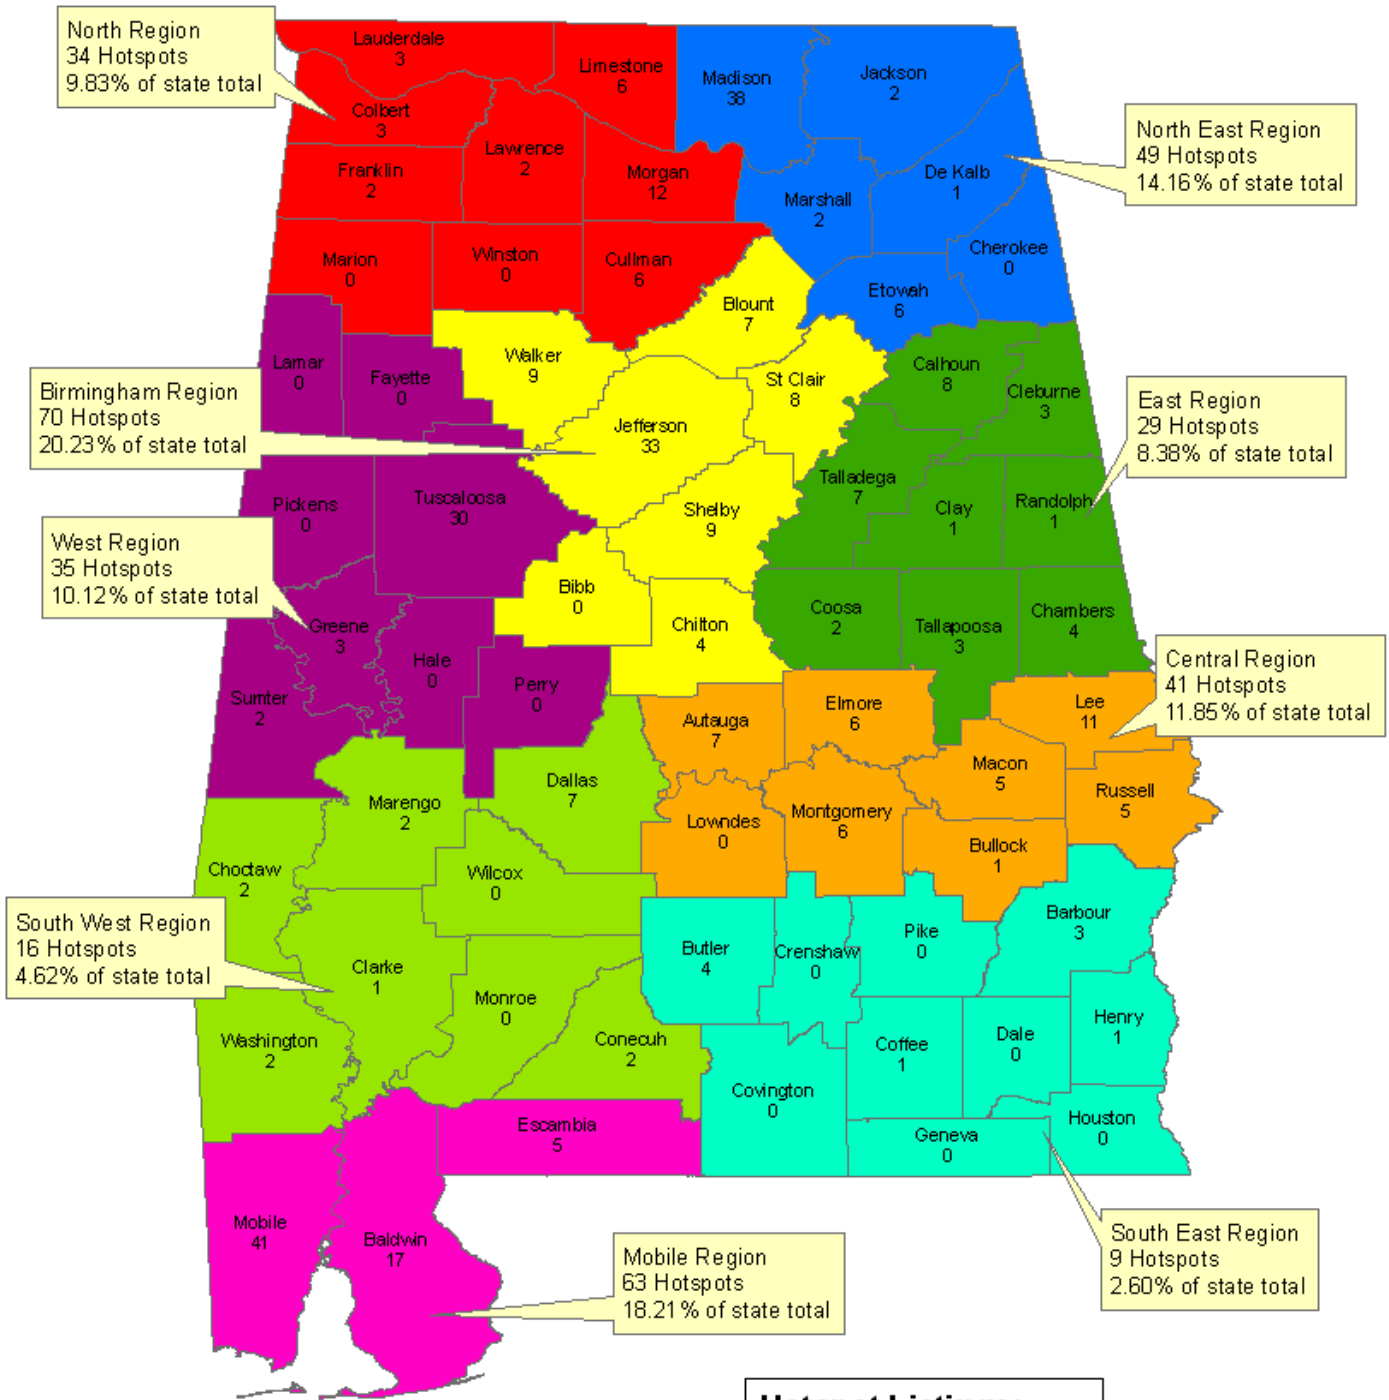 North Region
34 Hotspots
9.83% of state total
Lauderdale
3
Limestone
6
Madison
38
Jackson
2
Colbert
3
Lawrence
2
Franklin
2
Morgan
12
Marshall
2
De Kalb
1
North East Region
49 Hotspots
14.16% of state total
Marion
0
Winston
0
Cullman
6
Cherokee
0
Etowah
6
Blount
7
Lamar
0
Fayette
0
Walker
9
St Clair
8
Calhoun
8
Cleburne
3
Birmingham Region
70 Hotspots
20.23% of state total
Jefferson
33
East Region
29 Hotspots
8.38% of state total
Pickens
0
Tuscaloosa
30
Shelby
9
Talladega
7
Clay
1
Randolph
1
West Region
35 Hotspots
10.12% of state total
Bibb
0
Greene
3
Hale
0
Chilton
4
Coosa
2
Tallapoosa
3
Chambers
4
Sumter
2
Perry
0
Central Region
41 Hotspots
11.85% of state total
Autauga
7
Elmore
6
Lee
11
Dallas
7
Marengo
2
Lowndes
0
Montgomery
6
Macon
5
Russell
5
Bullock
1
Choctaw
2
Wilcox
0
South West Region
16 Hotspots
4.62% of state total
Clarke
1
Butler
4
Crenshaw
0
Pike
0
Barbour
3
Monroe
0
Washington
2
Conecuh
2
Coffee
1
Dale
0
Henry
1
Covington
0
Escambia
5
Geneva
0
Houston
0
Mobile
41
Baldwin
17
Mobile Region
63 Hotspots
18.21% of state total
South East Region
9 Hotspots
2.60% of state total
Hotspot Listings